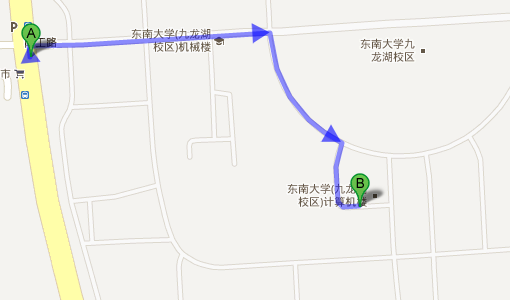 A
P
工路
东南大学(九龙湖
校区)机械楼
东南大学九
龙湖校区
市
B
东南大学(九龙
校区)计算机楼